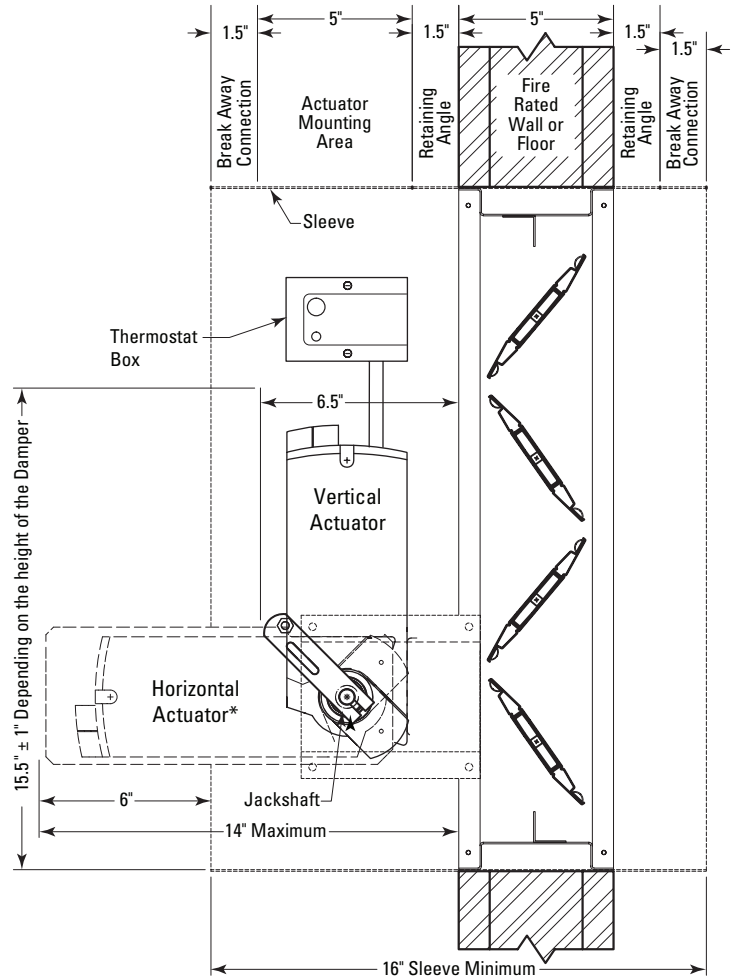 5"
5"
1.5"
1.5"
1.5"
1.5"
Break Away
Connection
Actuator
Mounting
Area
Retaining
Angle
Fire
Rated
Wall or
Floor
Retaining
Angle
Break Away
Connection
Sleeve
Thermostat
Box
6.5"
Vertical
Actuator
15.5" ± 1" Depending on the height of the Damper
Horizontal
Actuator*
6"
Jackshaft
14" Maximum
16" Sleeve Minimum